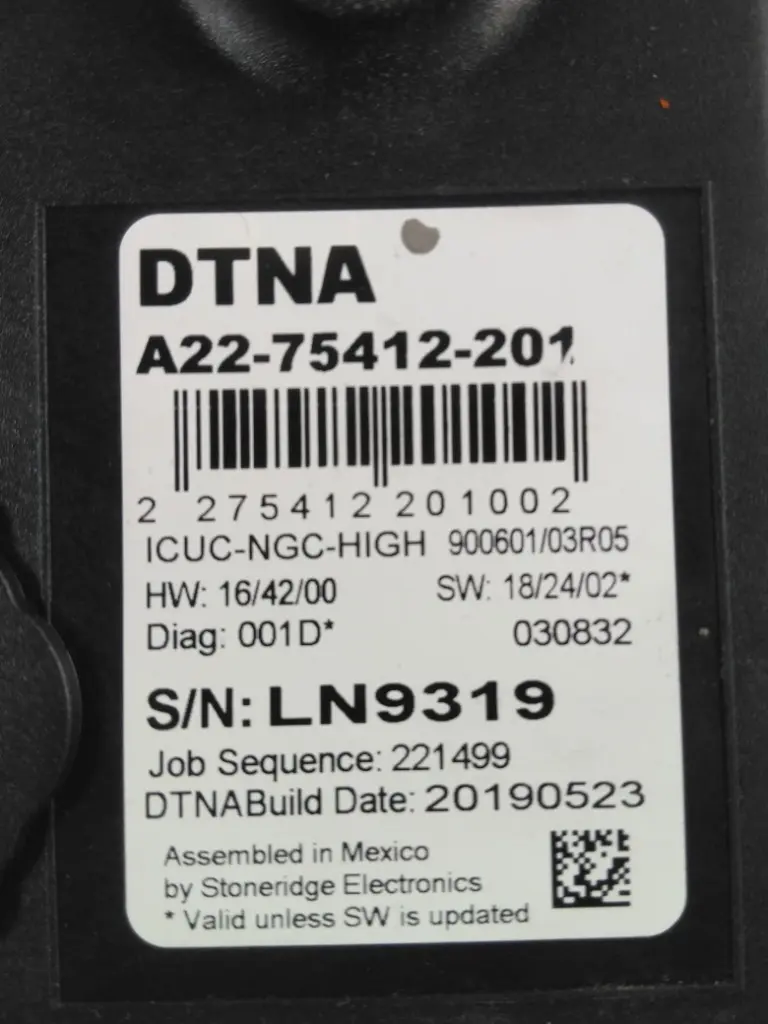 DTNA
A22-75412-201
2 275412 201002
ICUC-NGC-HIGH 900601/03R05
HW: 16/42/00 SW: 18/24/02*
Diag: 001D* 030832
S/N: LN9319
Job Sequence: 221499
DTNABuild Date: 20190523
Assembled in Mexico
by Stoneridge Electronics
* Valid unless SW is updated